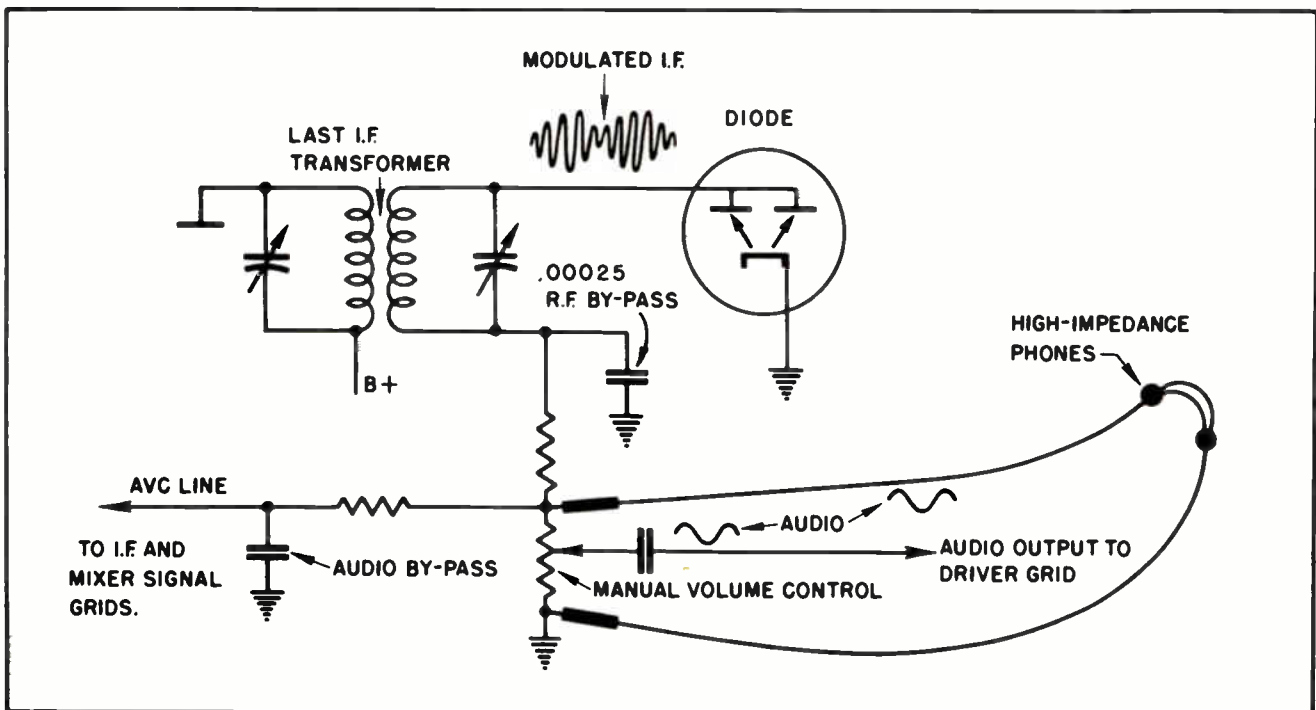 MODULATED I.F.
DIODE
LAST I.F.
TRANSFORMER
.00025
R.F. BY-PASS
HIGH-IMPEDANCE
PHONES
B+
AVC LINE
AUDIO
TO I.F. AND
MIXER SIGNAL
GRIDS.
AUDIO BY-PASS
AUDIO OUTPUT TO
DRIVER GRID
MANUAL VOLUME CONTROL